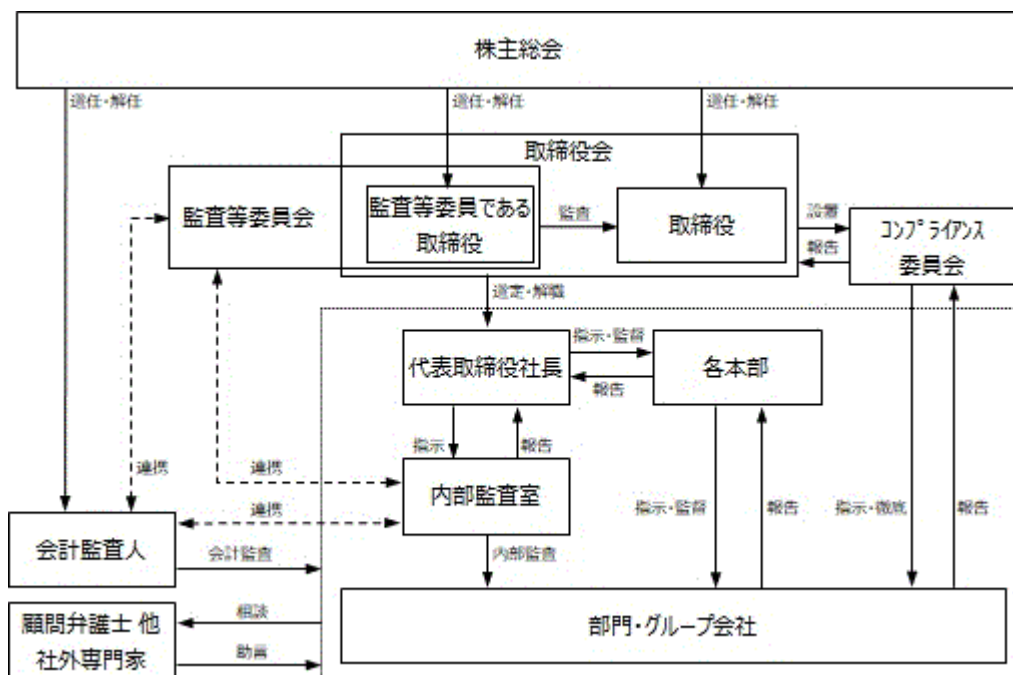 株主総会
選任・解任
選任・解任
選任・解任
取締役会
監査等委員会
監査等委員である
取締役
監査
取締役
設置
報告
コンプライアンス
委員会
選定・解職
代表取締役社長
指示・監督
報告
各本部
指示
報告
連携
連携
内部監査室
連携
指示・監督
報告
指示・徹底
報告
会計監査人
会計監査
内部監査
顧問弁護士 他
社外専門家
相談
助言
部門・グループ会社